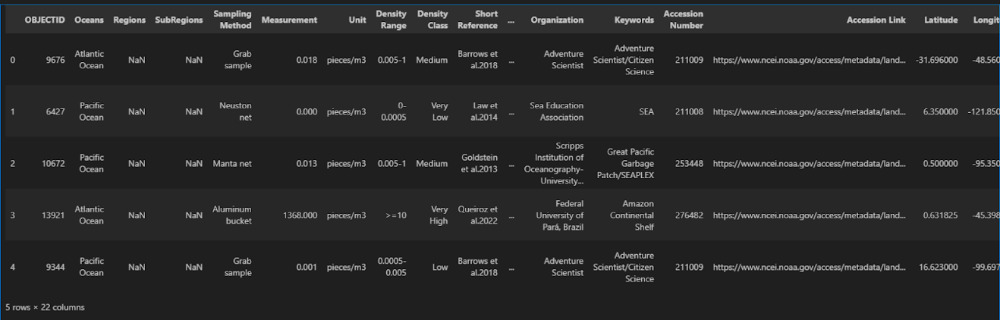 OBJECTID Oceans Regions SubRegions Sampling Method Measurement Unit Density Range Density Class Short Reference ... Organization Keywords Accession Number Accession Link Latitude Longit
0 9676 Atlantic Ocean NaN NaN Grab sample 0.018 pieces/m3 0.005-1 Medium Barrows et al.2018 ... Adventure Scientist Adventure Scientist/Citizen Science 211009 https://www.ncei.noaa.gov/access/metadata/land... -31.696000 -48.560
1 6427 Pacific Ocean NaN NaN Neuston net 0.000 pieces/m3 0-0.0005 Very Low Law et al.2014 ... Sea Education Association SEA 211008 https://www.ncei.noaa.gov/access/metadata/land... 6.350000 -121.850
2 10672 Pacific Ocean NaN NaN Manta net 0.013 pieces/m3 0.005-1 Medium Goldstein et al.2013 ... Scripps Institution of Oceanography-University... Great Pacific Garbage Patch/SEAPLEX 253448 https://www.ncei.noaa.gov/access/metadata/land... 0.500000 -95.350
3 13921 Atlantic Ocean NaN NaN Aluminum bucket 1368.000 pieces/m3 >=10 Very High Queiroz et al.2022 ... Federal University of Pará, Brazil Amazon Continental Shelf 276482 https://www.ncei.noaa.gov/access/metadata/land... 0.631825 -45.398
4 9344 Pacific Ocean NaN NaN Grab sample 0.001 pieces/m3 0.0005-0.005 Low Barrows et al.2018 ... Adventure Scientist Adventure Scientist/Citizen Science 211009 https://www.ncei.noaa.gov/access/metadata/land... 16.623000 -99.697
5 rows × 22 columns